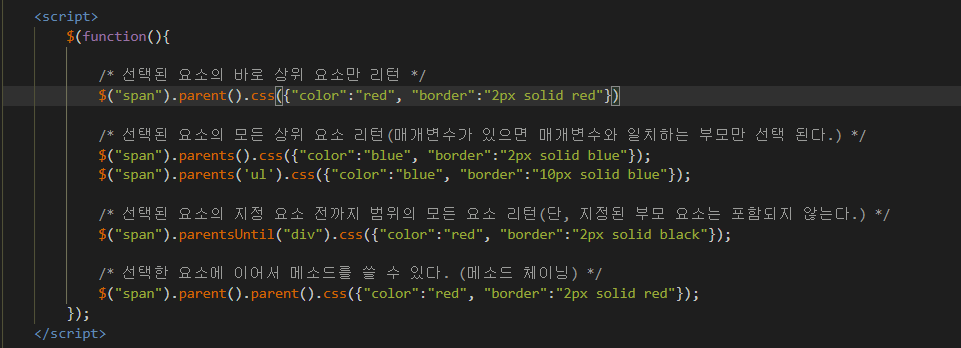 <script>
$(function(){
/* 선택된 요소의 바로 상위 요소만 리턴 */
$("span").parent().css({"color":"red", "border":"2px solid red"})
/* 선택된 요소의 모든 상위 요소 리턴(매개변수가 있으면 매개변수와 일치하는 부모만 선택 된다.) */
$("span").parents().css({"color":"blue", "border":"2px solid blue"});
$("span").parents('ul').css({"color":"blue", "border":"10px solid blue"});
/* 선택된 요소의 지정 요소 전까지 범위의 모든 요소 리턴(단, 지정된 부모 요소는 포함되지 않는다.) */
$("span").parentsUntil("div").css({"color":"red", "border":"2px solid black"});
/* 선택한 요소에 이어서 메소드를 쓸 수 있다. (메소드 체이닝) */
$("span").parent().parent().css({"color":"red", "border":"2px solid red"});
});
</script>